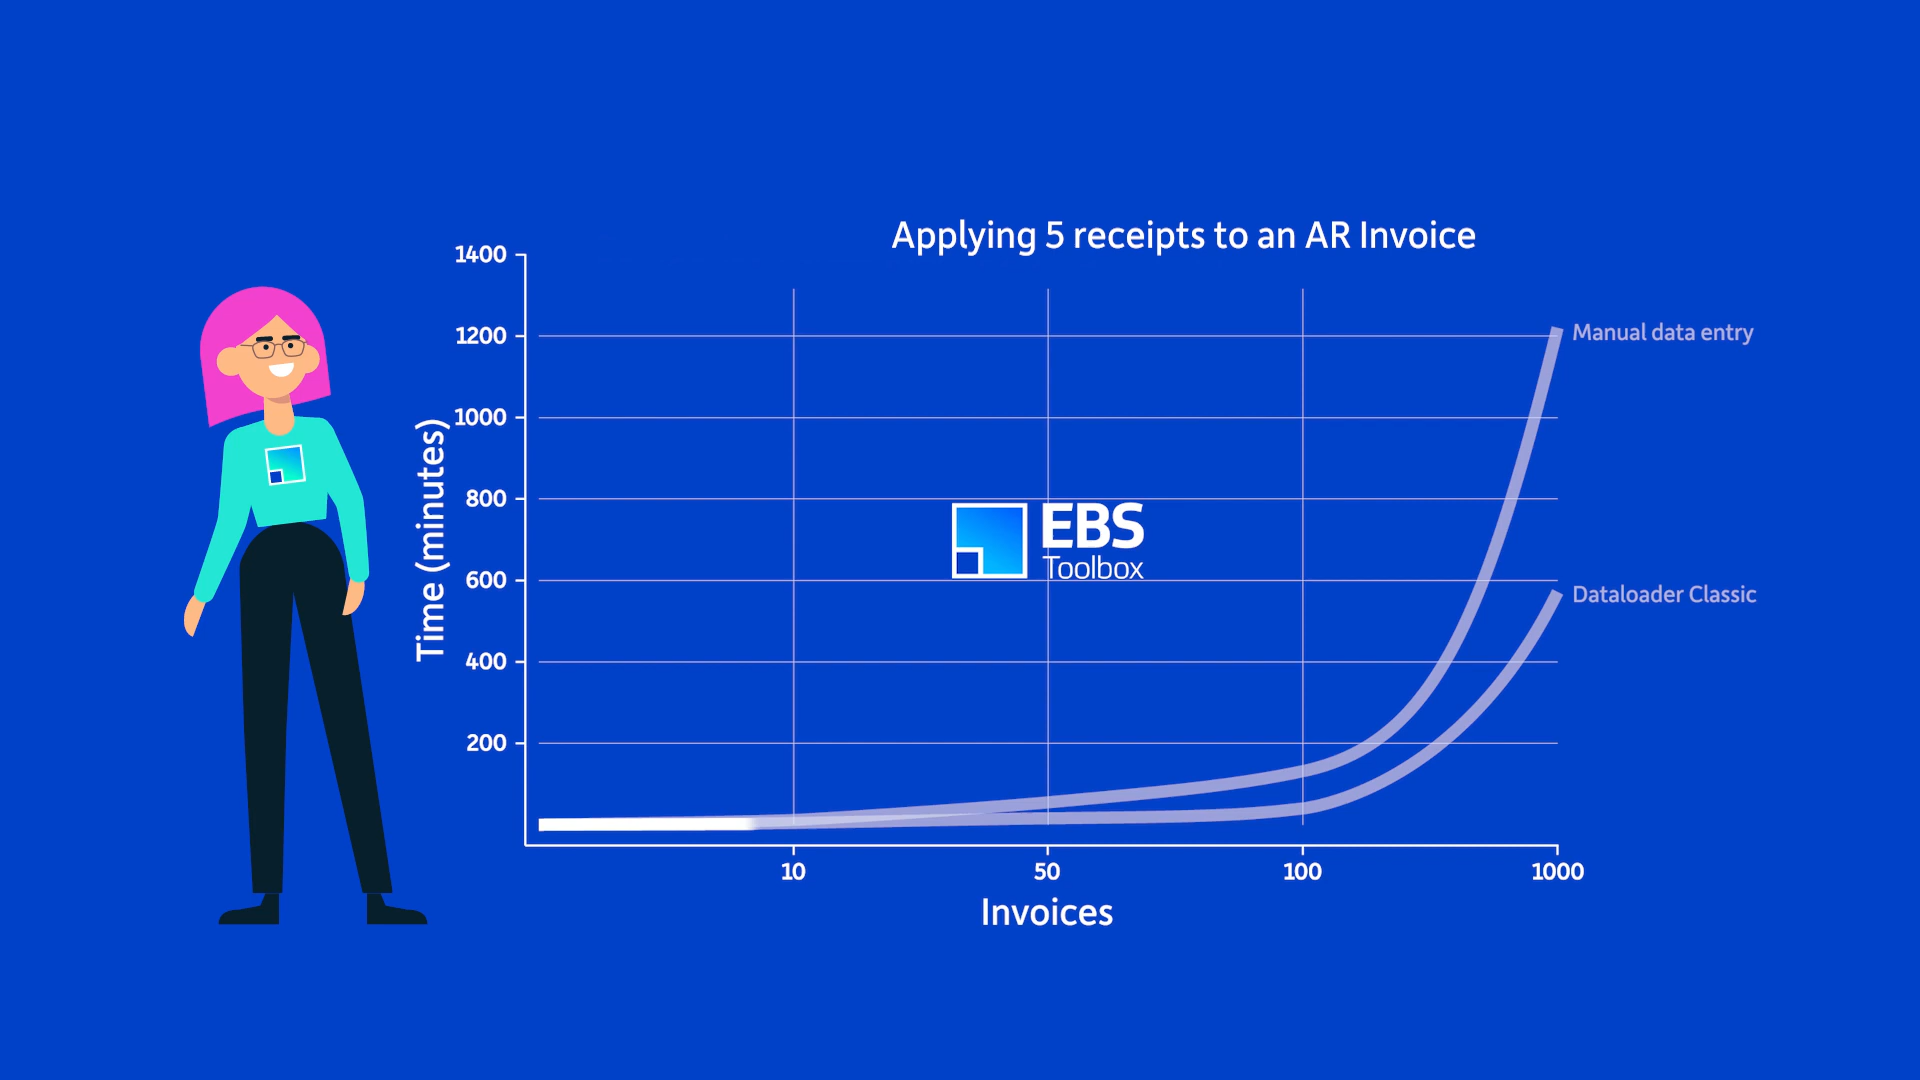 Applying 5 receipts to an AR Invoice
1400
1200
1000
800
600
400
200
Time (minutes)
Manual data entry
EBS
Toolbox
Dataloader Classic
10
50
100
1000
Invoices